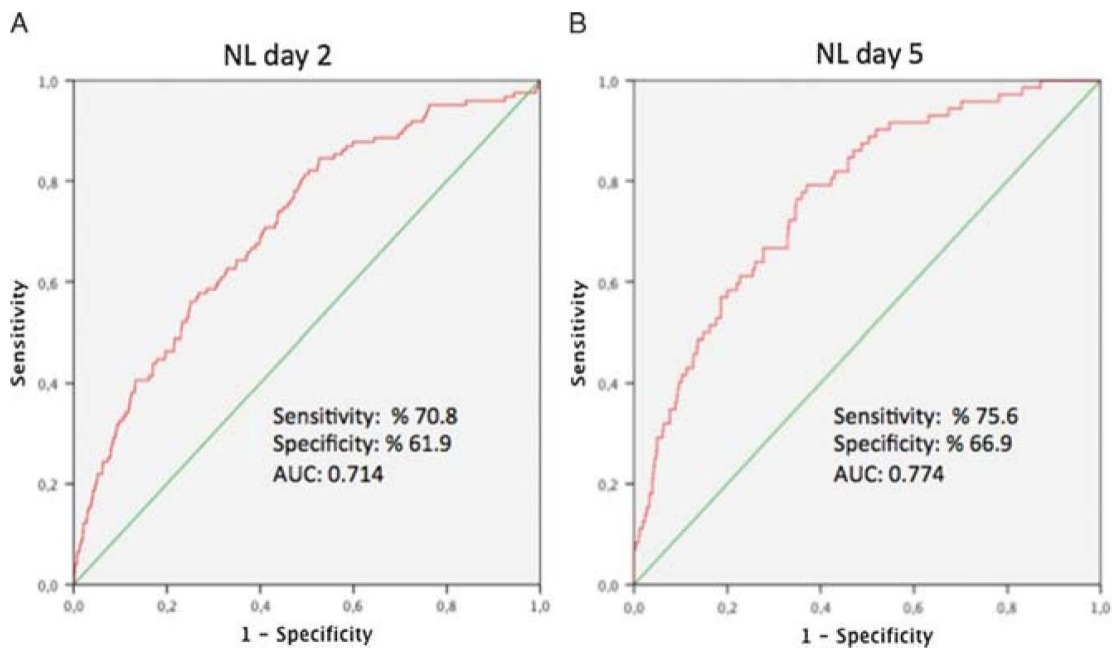 A
NL day 2
1,0
0,8
0,6
0,4
0,2
0,0
Sensitivity
Sensitivity: % 70.8
Specificity: % 61.9
AUC: 0.714
0,0 0,2 0,4 0,6 0,8 1,0
1 - Specificity
B
NL day 5
1,0
0,8
0,6
0,4
0,2
0,0
Sensitivity
Sensitivity: % 75.6
Specificity: % 66.9
AUC: 0.774
0,0 0,2 0,4 0,6 0,8 1,0
1 - Specificity